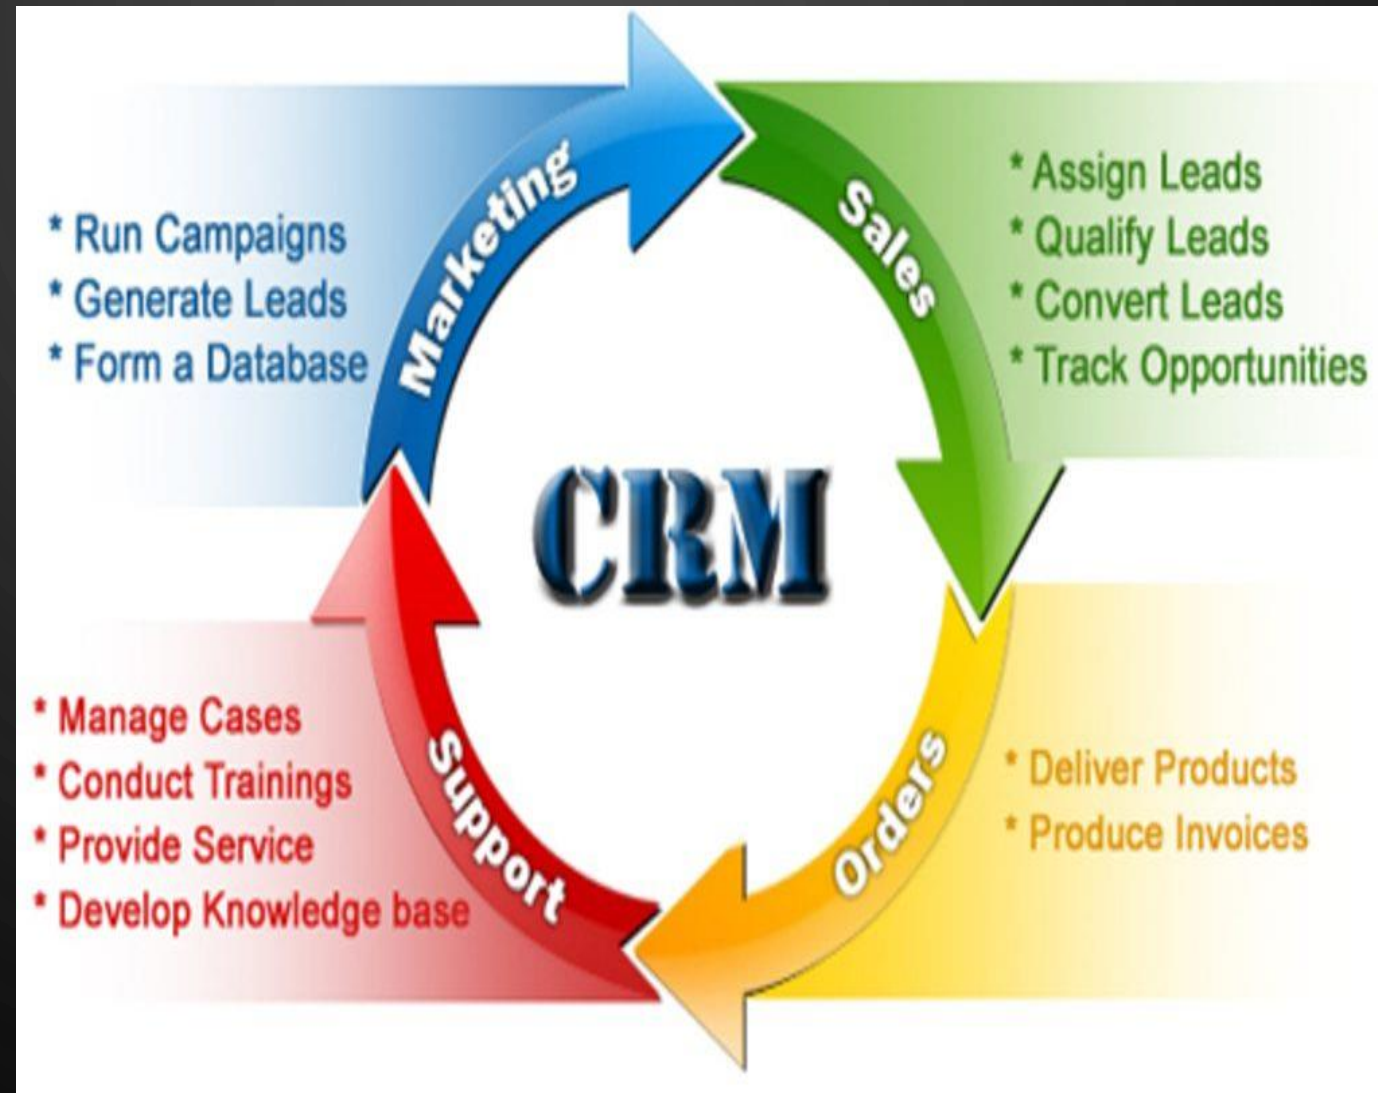 Marketing
* Run Campaigns
* Generate Leads
* Form a Database
Sales
* Assign Leads
* Qualify Leads
* Convert Leads
* Track Opportunities
CRM
Support
* Manage Cases
* Conduct Trainings
* Provide Service
* Develop Knowledge base
Orders
* Deliver Products
* Produce Invoices